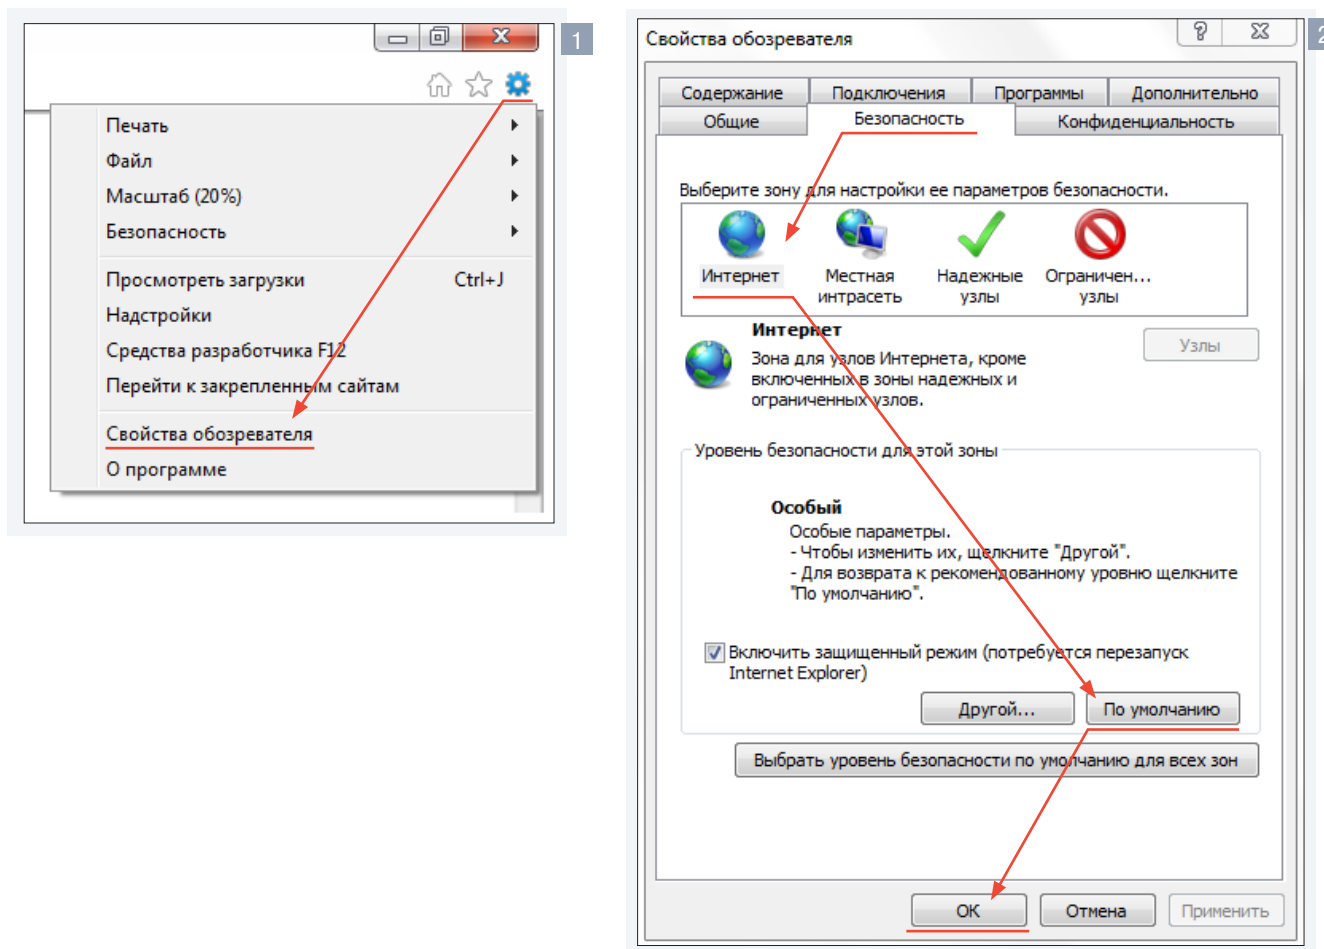 1
Печать
Файл
Масштаб (20%)
Безопасность
Просмотреть загрузки Ctrl+J
Надстройки
Средства разработчика F12
Перейти к закрепленным сайтам
Свойства обозревателя
О программе
2
Свойства обозревателя
Содержание Подключения Программы Дополнительно
Общие Безопасность Конфиденциальность
Выберите зону для настройки ее параметров безопасности.
Интернет Местная Надежные Ограничен...
интрасеть узлы узлы
Интернет
Узлы
Зона для узлов Интернета, кроме
включенных в зоны надежных и
ограниченных узлов.
Уровень безопасности для этой зоны
Особый
Особые параметры.
- Чтобы изменить их, щелкните "Другой".
- Для возврата к рекомендованному уровню щелкните
"По умолчанию".
Включить защищенный режим (потребуется перезапуск
Internet Explorer)
Другой... По умолчанию
Выбрать уровень безопасности по умолчанию для всех зон
ОК Отмена Применить